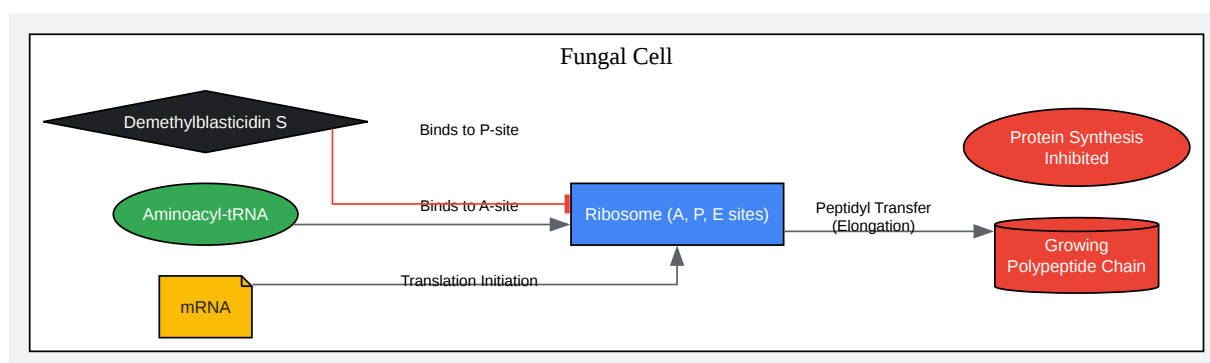 Fungal Cell
Demethylblasticidin S
Binds to P-site
Protein Synthesis
Inhibited
Aminoacyl-tRNA
Binds to A-site
Ribosome (A, P, E sites)
Peptidyl Transfer
(Elongation)
Growing
Polypeptide Chain
mRNA
Translation Initiation